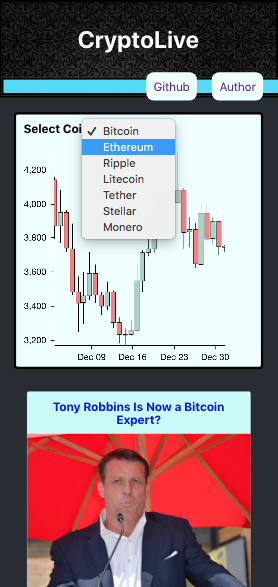 CryptoLive
Github
Author
Select Coi
✓ Bitcoin
Ethereum
Ripple
Litecoin
Tether
Stellar
Monero
4,200
4,000
3,800
3,600
3,400
3,200
Dec 09 Dec 16 Dec 23 Dec 30
Tony Robbins Is Now a Bitcoin
Expert?